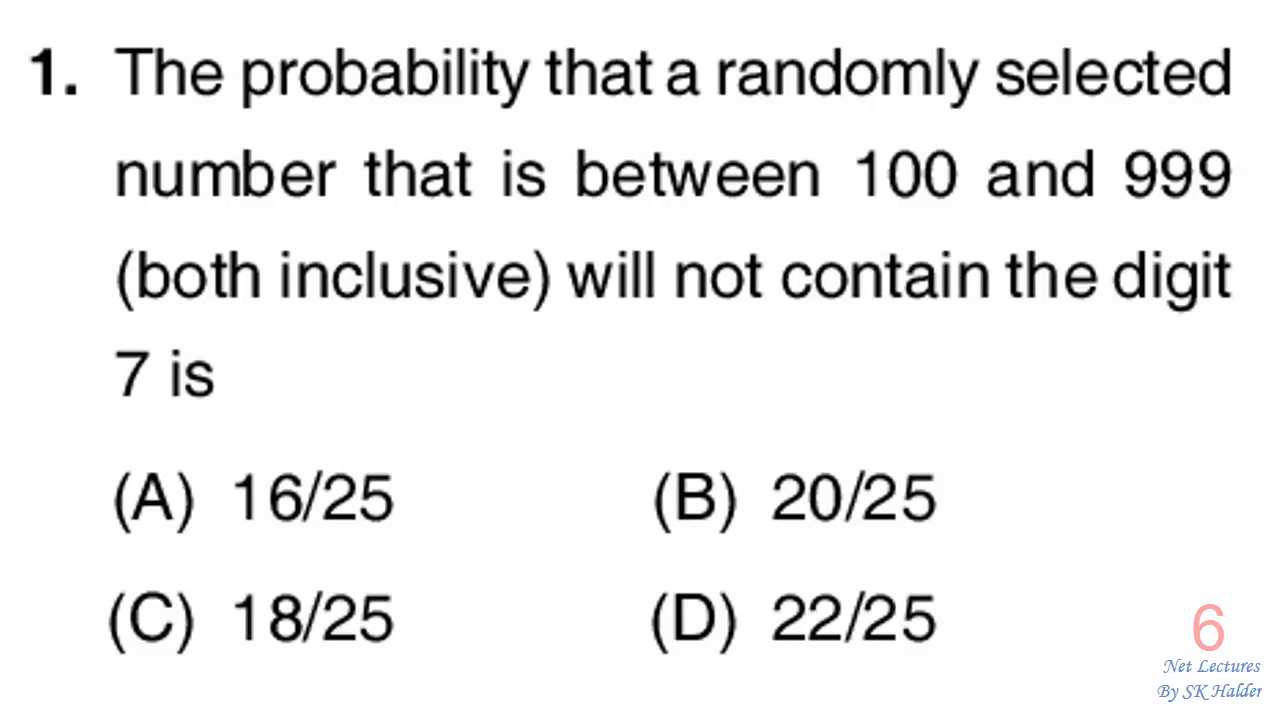 1. The probability that a randomly selected
number that is between 100 and 999
(both inclusive) will not contain the digit
7 is
(A) 16/25 (B) 20/25
(C) 18/25 (D) 22/25
6
Net Lectures
By SK Halder